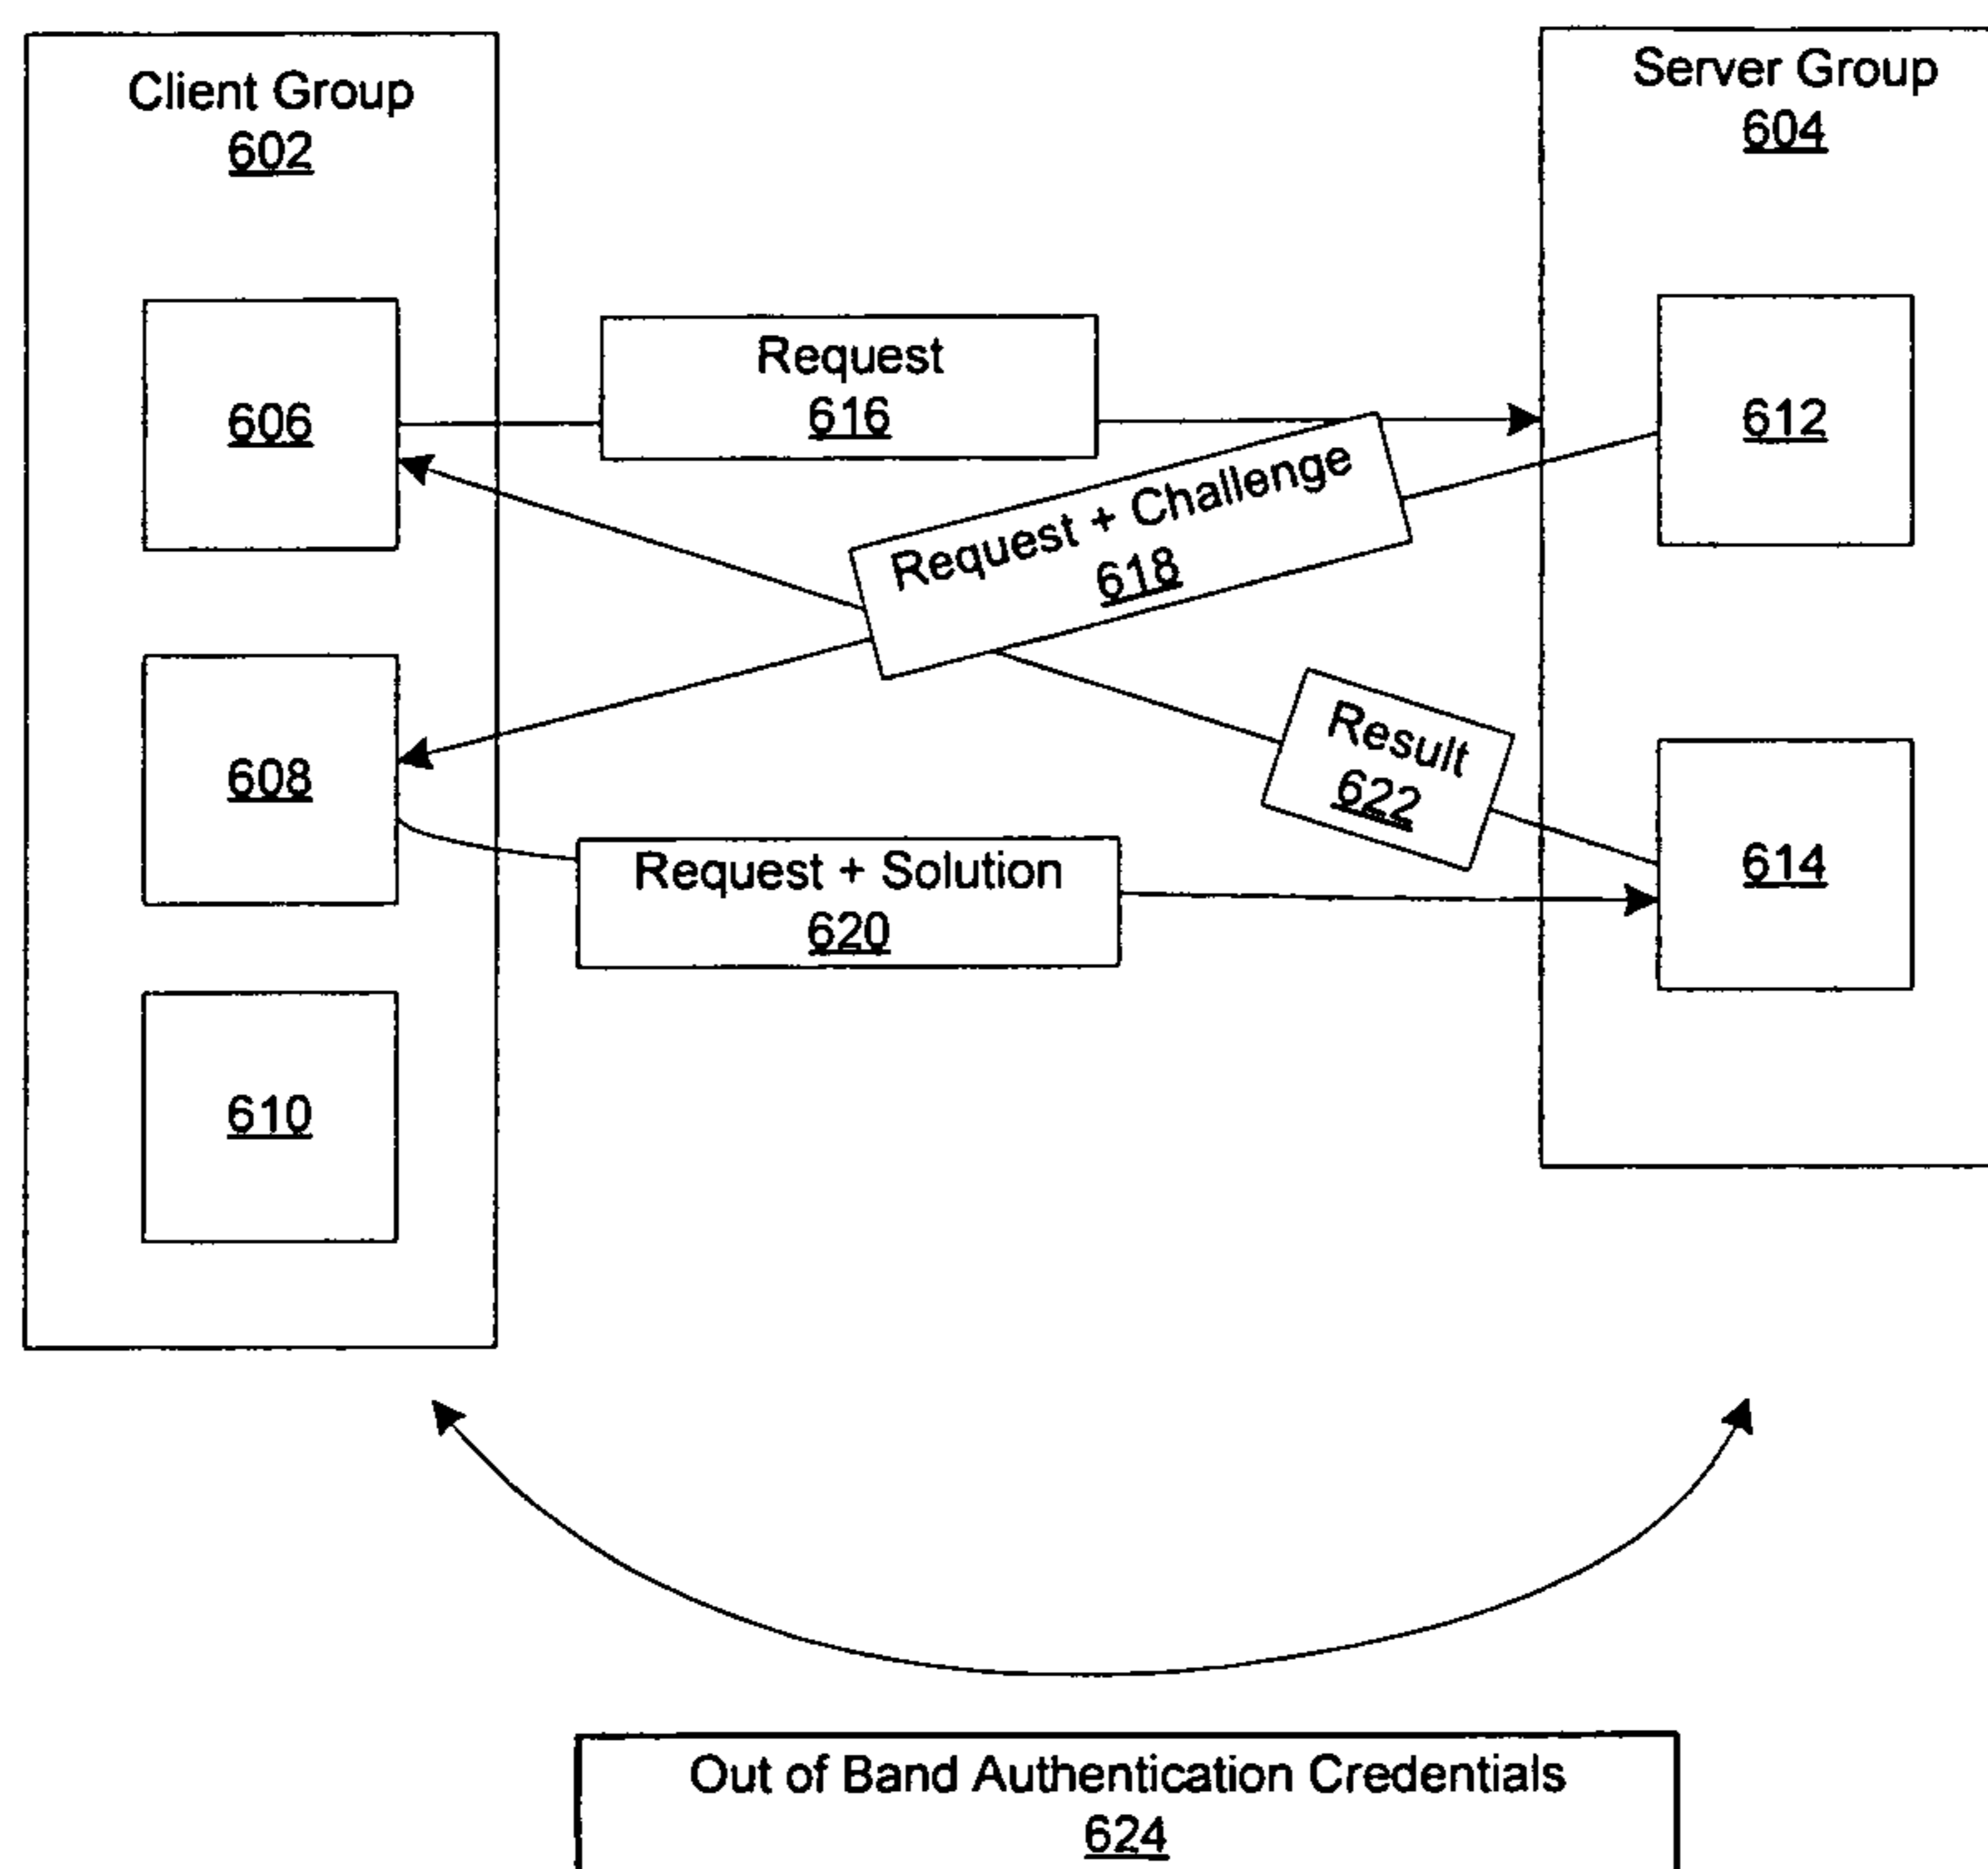 Client Group
602
Server Group
604
606
Request
616
612
Request + Challenge
618
608
Result
622
Request + Solution
620
614
610
Out of Band Authentication Credentials
624